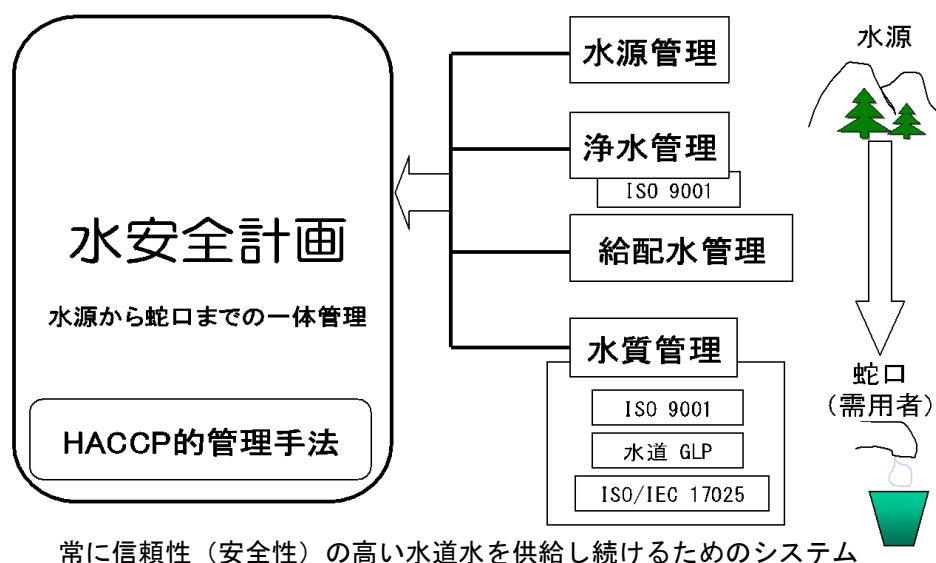 水安全計画
水源から蛇口までの一体管理
HACCP的管理手法
水源管理
浄水管理
ISO 9001
給配水管理
水質管理
ISO 9001
水道 GLP
ISO/IEC 17025
水源
蛇口
（需用者）
常に信頼性（安全性）の高い水道水を供給し続けるためのシステム